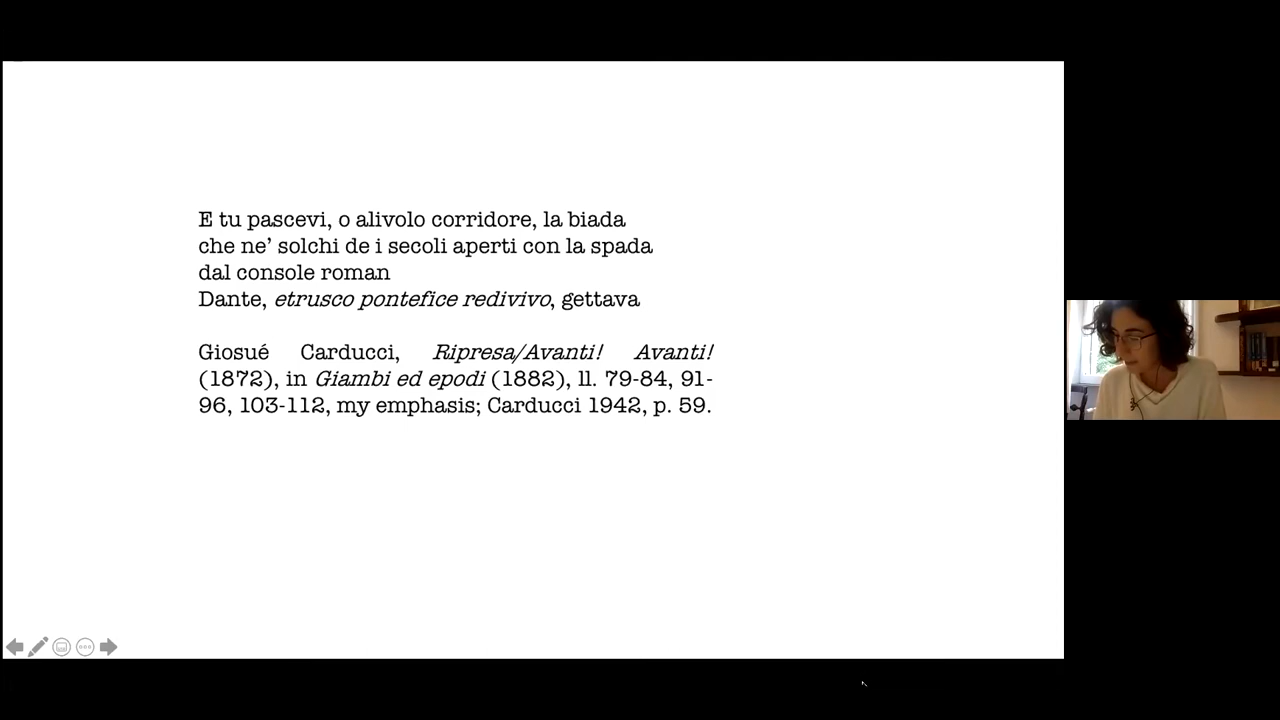 E tu pascevi, o alivolo corridore, la biada
che ne’ solchi de i secoli aperti con la spada
dal console roman
Dante, etrusco pontefice redivivo, gettava
Giosué Carducci, Ripresa/Avanti! Avanti!
(1872), in Giambi ed epodi (1882), ll. 79-84, 91-
96, 103-112, my emphasis; Carducci 1942, p. 59.